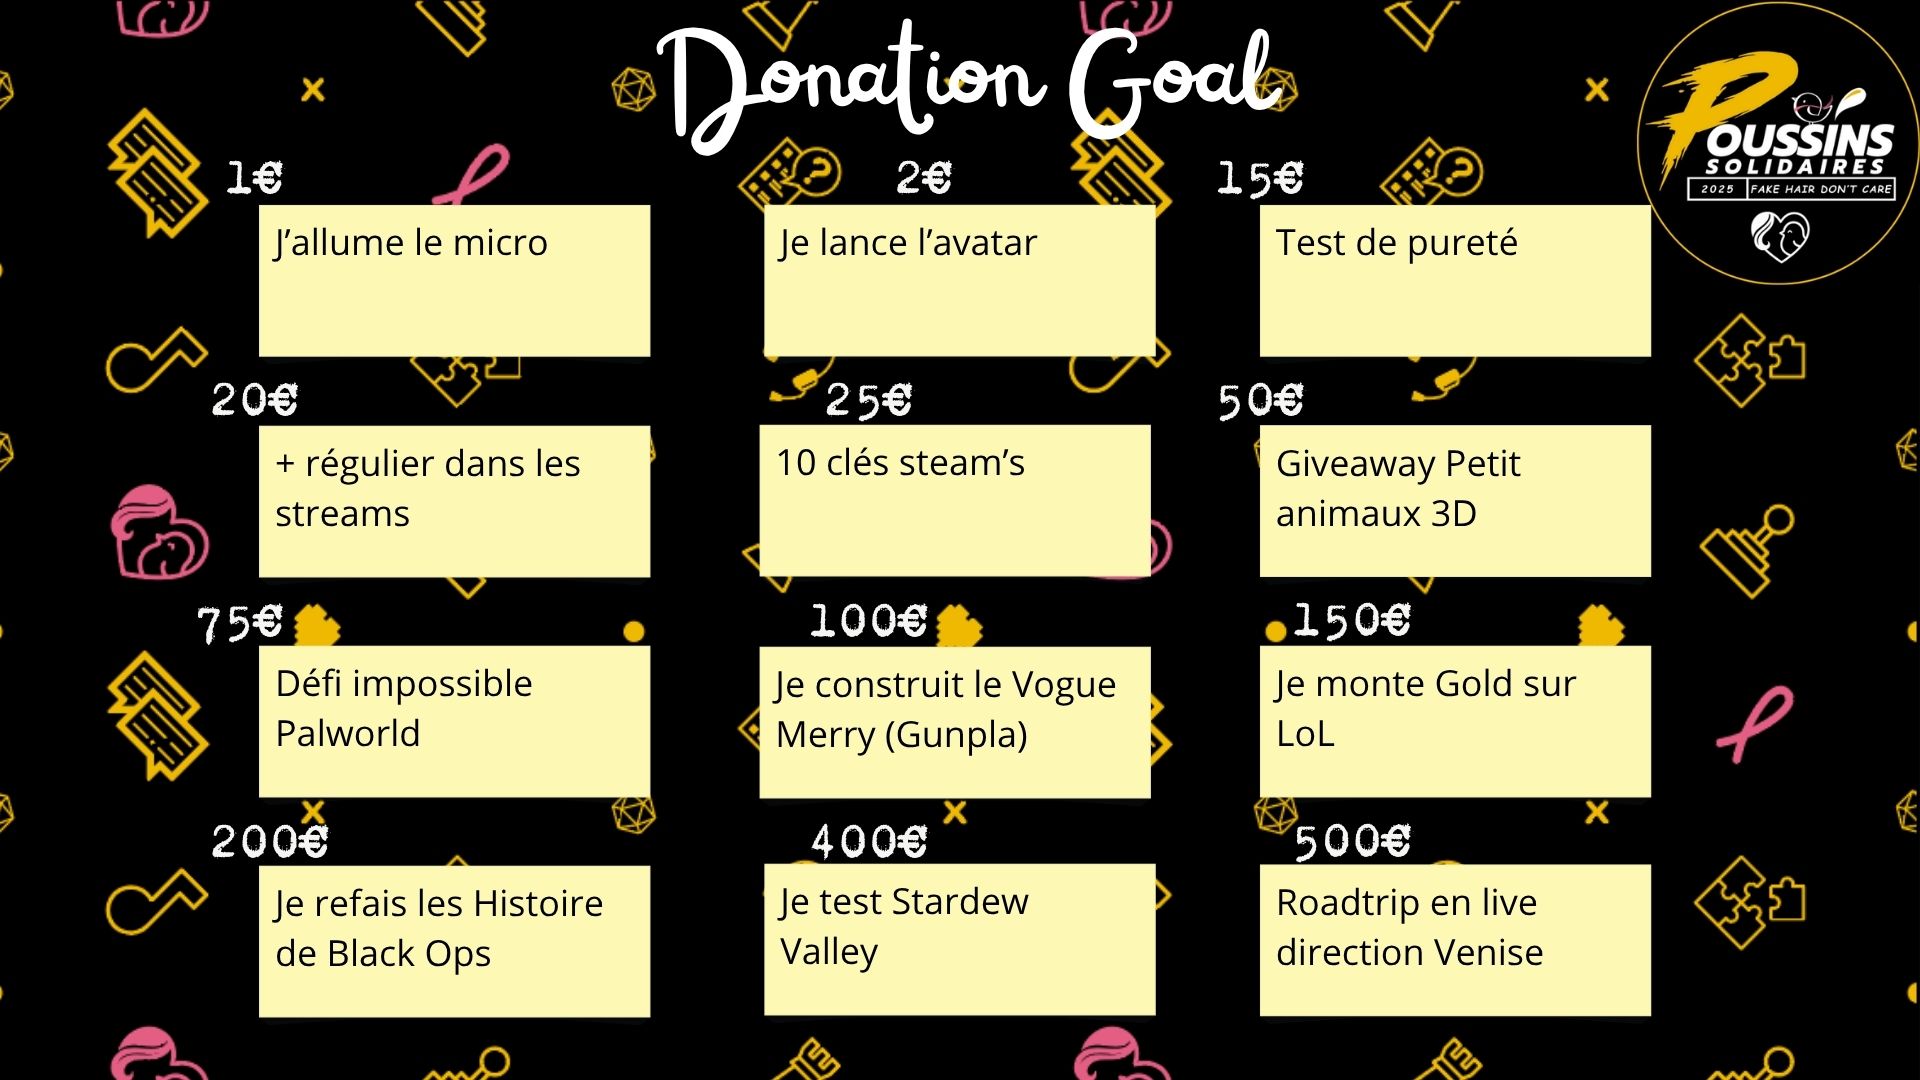 Donation Goal
POUSSINS
SOLIDAIRES
2025 FAKE HAIR DON'T CARE
1€
J’allume le micro
2€
Je lance l’avatar
15€
Test de pureté
20€
+ régulier dans les
streams
25€
10 clés steam’s
50€
Giveaway Petit
animaux 3D
75€
Défi impossible
Palworld
100€
Je construit le Vogue
Merry (Gunpla)
150€
Je monte Gold sur
LoL
200€
Je refais les Histoire
de Black Ops
400€
Je test Stardew
Valley
500€
Roadtrip en live
direction Venise